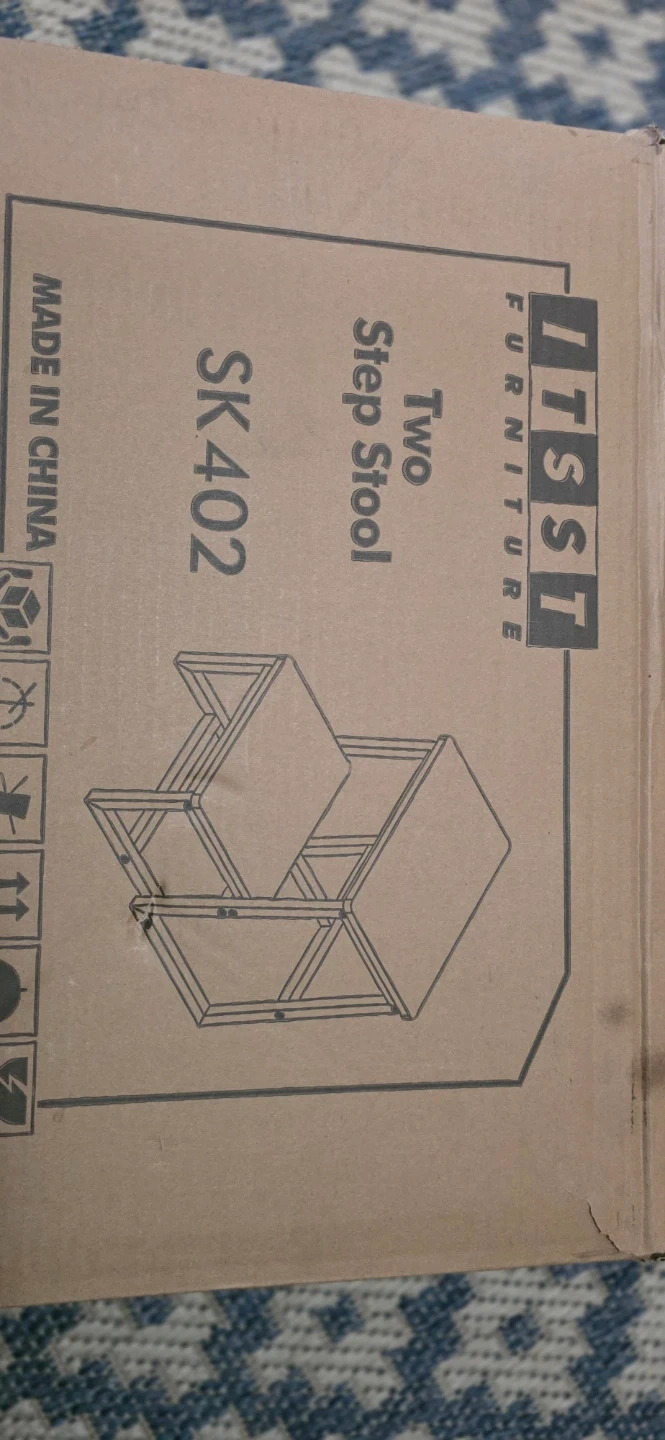 ITSST
FURNITURE
Two
Step Stool
SK402
MADE IN CHINA